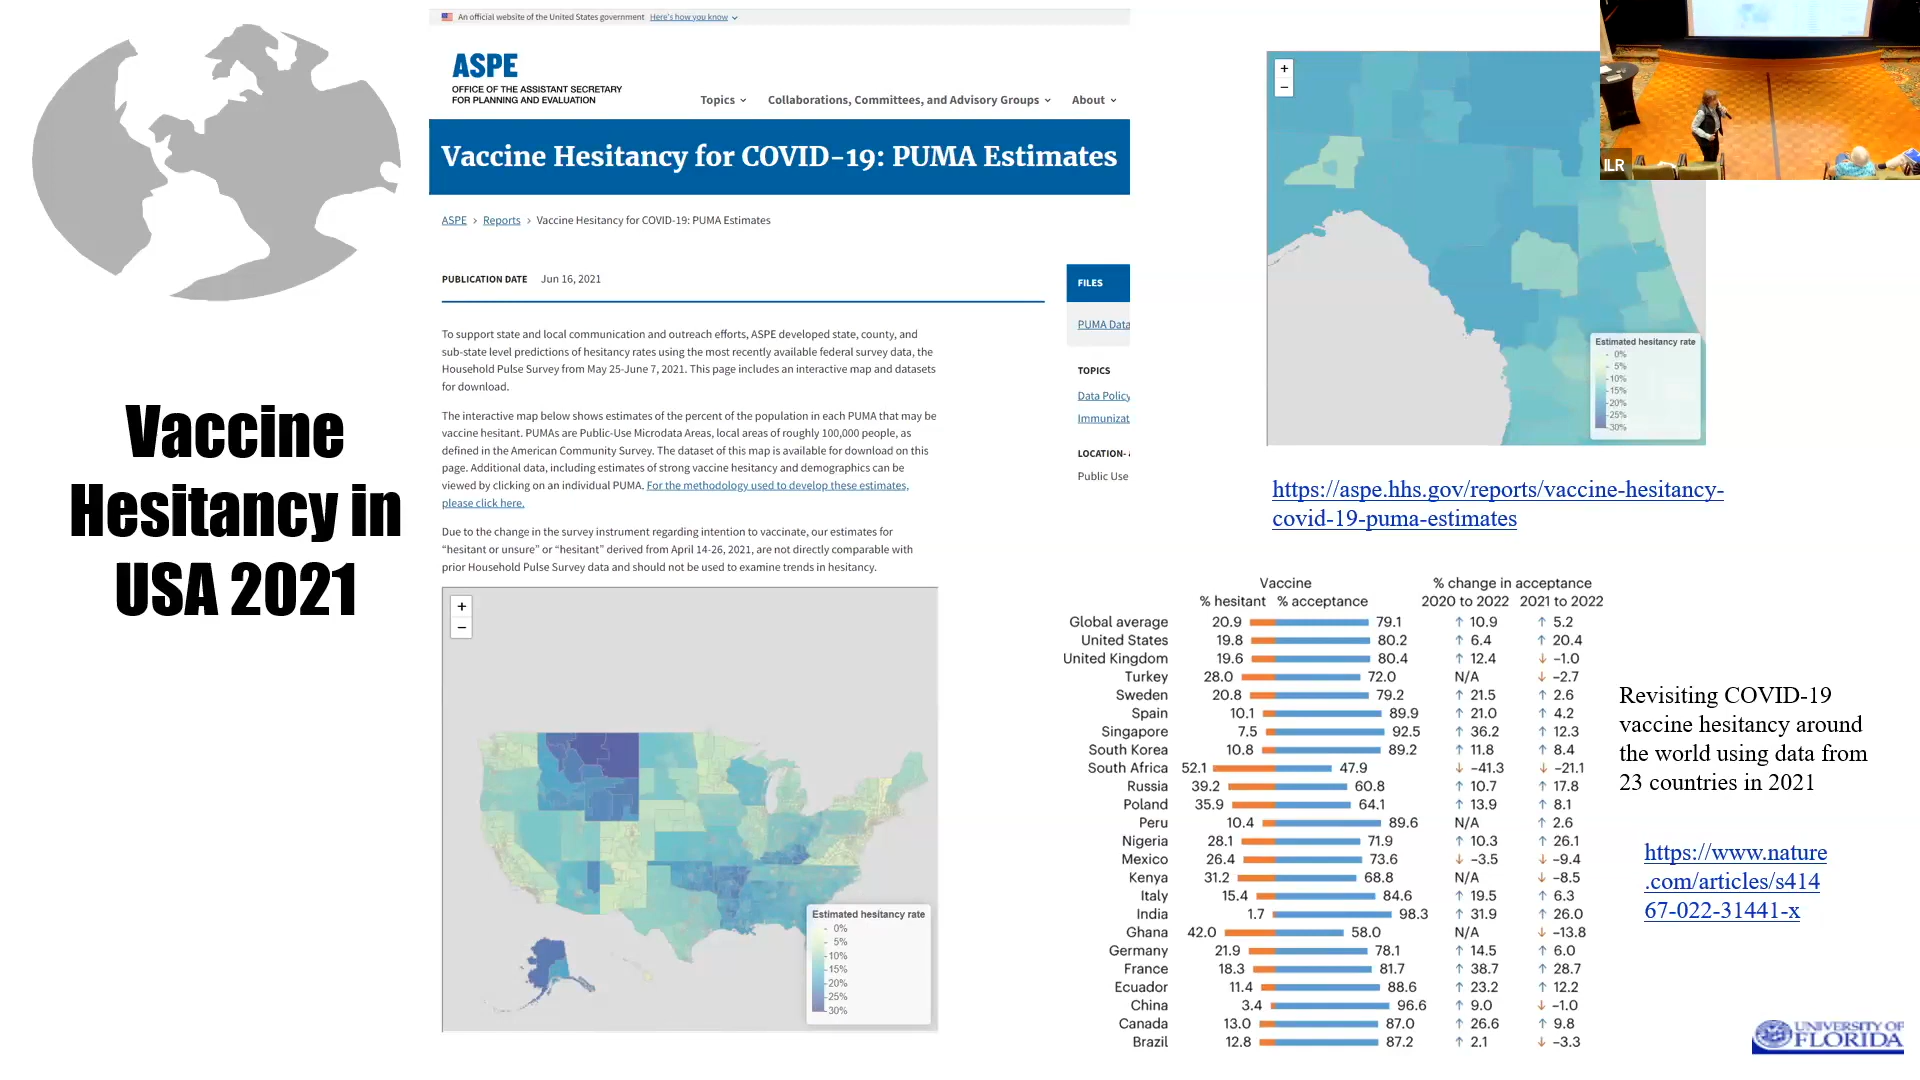 Vaccine
Hesitancy in
USA 2021
An official website of the United States government Here's how you know
ASPE
OFFICE OF THE ASSISTANT SECRETARY
FOR PLANNING AND EVALUATION
Topics Collaborations, Committees, and Advisory Groups About
Vaccine Hesitancy for COVID-19: PUMA Estimates
ASPE > Reports > Vaccine Hesitancy for COVID-19: PUMA Estimates
PUBLICATION DATE Jun 16, 2021
To support state and local communication and outreach efforts, ASPE developed state, county, and
sub-state level predictions of hesitancy rates using the most recently available federal survey data, the
Household Pulse Survey from May 25-June 7, 2021. This page includes an interactive map and datasets
for download.
The interactive map below shows estimates of the percent of the population in each PUMA that may be
vaccine hesitant. PUMAs are Public-Use Microdata Areas, local areas of roughly 100,000 people, as
defined in the American Community Survey. The dataset of this map is available for download on this
page. Additional data, including estimates of strong vaccine hesitancy and demographics can be
viewed by clicking on an individual PUMA. For the methodology used to develop these estimates,
please click here.
Due to the change in the survey instrument regarding intention to vaccinate, our estimates for
“hesitant or unsure” or “hesitant” derived from April 14-26, 2021, are not directly comparable with
prior Household Pulse Survey data and should not be used to examine trends in hesitancy.
FILES
PUMA Data
TOPICS
Data Policy
Immunizat
LOCATION-
Public Use
+
−
Estimated hesitancy rate
0%
5%
10%
15%
20%
25%
30%
+
−
Estimated hesitancy rate
0%
5%
10%
15%
20%
25%
30%
ILR
https://aspe.hhs.gov/reports/vaccine-hesitancy-
covid-19-puma-estimates
Vaccine % change in acceptance
% hesitant % acceptance 2020 to 2022 2021 to 2022
Global average 20.9 79.1 ↑ 10.9 ↑ 5.2
United States 19.8 80.2 ↑ 6.4 ↑ 20.4
United Kingdom 19.6 80.4 ↑ 12.4 ↓ −1.0
Turkey 28.0 72.0 N/A ↓ −2.7
Sweden 20.8 79.2 ↑ 21.5 ↑ 2.6
Spain 10.1 89.9 ↑ 21.0 ↑ 4.2
Singapore 7.5 92.5 ↑ 36.2 ↑ 12.3
South Korea 10.8 89.2 ↑ 11.8 ↑ 8.4
South Africa 52.1 47.9 ↓ −41.3 ↓ −21.1
Russia 39.2 60.8 ↑ 10.7 ↑ 17.8
Poland 35.9 64.1 ↑ 13.9 ↑ 8.1
Peru 10.4 89.6 N/A ↑ 2.6
Nigeria 28.1 71.9 ↑ 10.3 ↑ 26.1
Mexico 26.4 73.6 ↓ −3.5 ↓ −9.4
Kenya 31.2 68.8 N/A ↓ −8.5
Italy 15.4 84.6 ↑ 19.5 ↑ 6.3
India 1.7 98.3 ↑ 31.9 ↑ 26.0
Ghana 42.0 58.0 N/A ↓ −13.8
Germany 21.9 78.1 ↑ 14.5 ↑ 6.0
France 18.3 81.7 ↑ 38.7 ↑ 28.7
Ecuador 11.4 88.6 ↑ 23.2 ↑ 12.2
China 3.4 96.6 ↑ 9.0 ↓ −1.0
Canada 13.0 87.0 ↑ 26.6 ↑ 9.8
Brazil 12.8 87.2 ↑ 2.1 ↓ −3.3
Revisiting COVID-19
vaccine hesitancy around
the world using data from
23 countries in 2021
https://www.nature
.com/articles/s414
67-022-31441-x
UNIVERSITY OF
FLORIDA